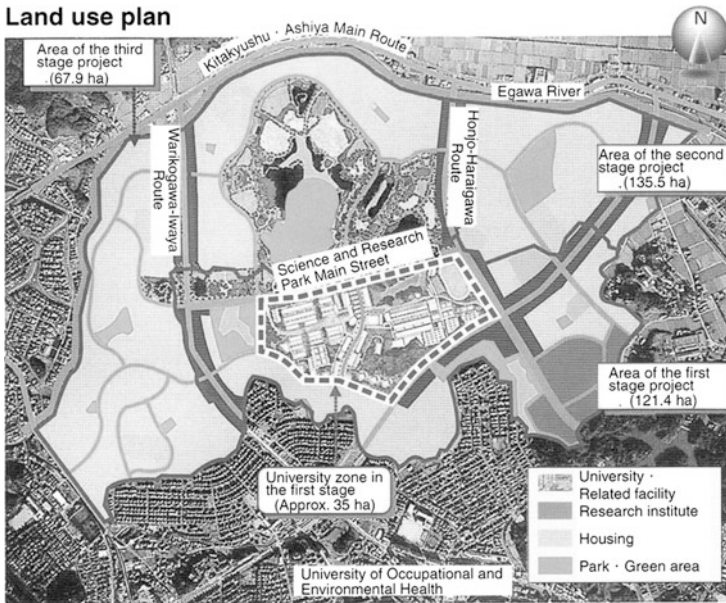 Land use plan
Area of the third
stage project
.(67.9 ha)
Kitakyushu · Ashiya Main Route
N
Egawa River
Warikogawa-Iwaya
Route
Honjo-Haraigawa
Route
Area of the second
stage project
.(135.5 ha)
Science and Research
Park Main Street
Area of the first
stage project
. (121.4 ha)
University zone in
the first stage
(Approx. 35 ha)
University ·
Related facility
Research institute
Housing
Park · Green area
University of Occupational and
Environmental Health